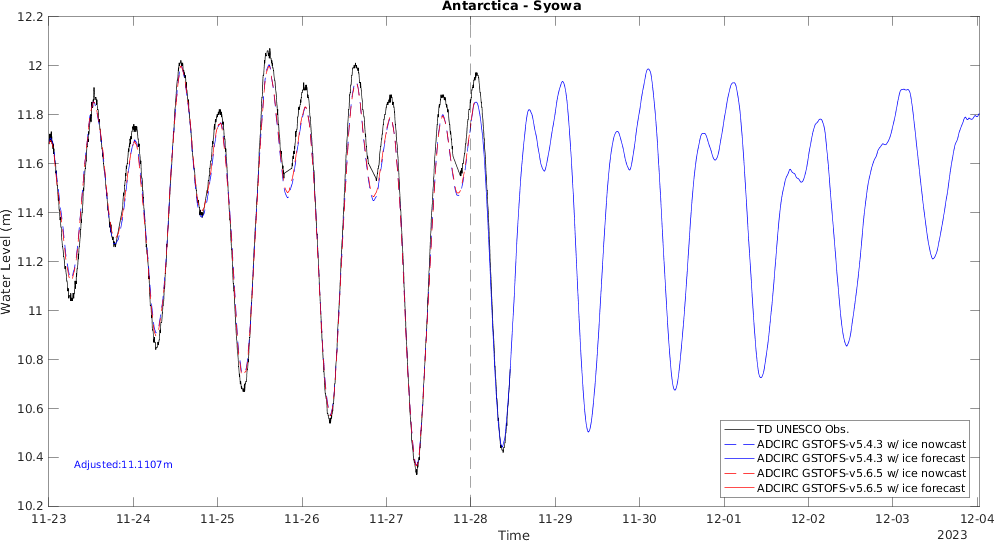 Antarctica - Syowa
Water Level (m)
12.2
12
11.8
11.6
11.4
11.2
11
10.8
10.6
10.4
10.2
Adjusted:11.1107m
TD UNESCO Obs.
ADCIRC GSTOFS-v5.4.3 w/ ice nowcast
ADCIRC GSTOFS-v5.4.3 w/ ice forecast
ADCIRC GSTOFS-v5.6.5 w/ ice nowcast
ADCIRC GSTOFS-v5.6.5 w/ ice forecast
11-23 11-24 11-25 11-26 11-27 11-28 11-29 11-30 12-01 12-02 12-03 12-04
Time
2023